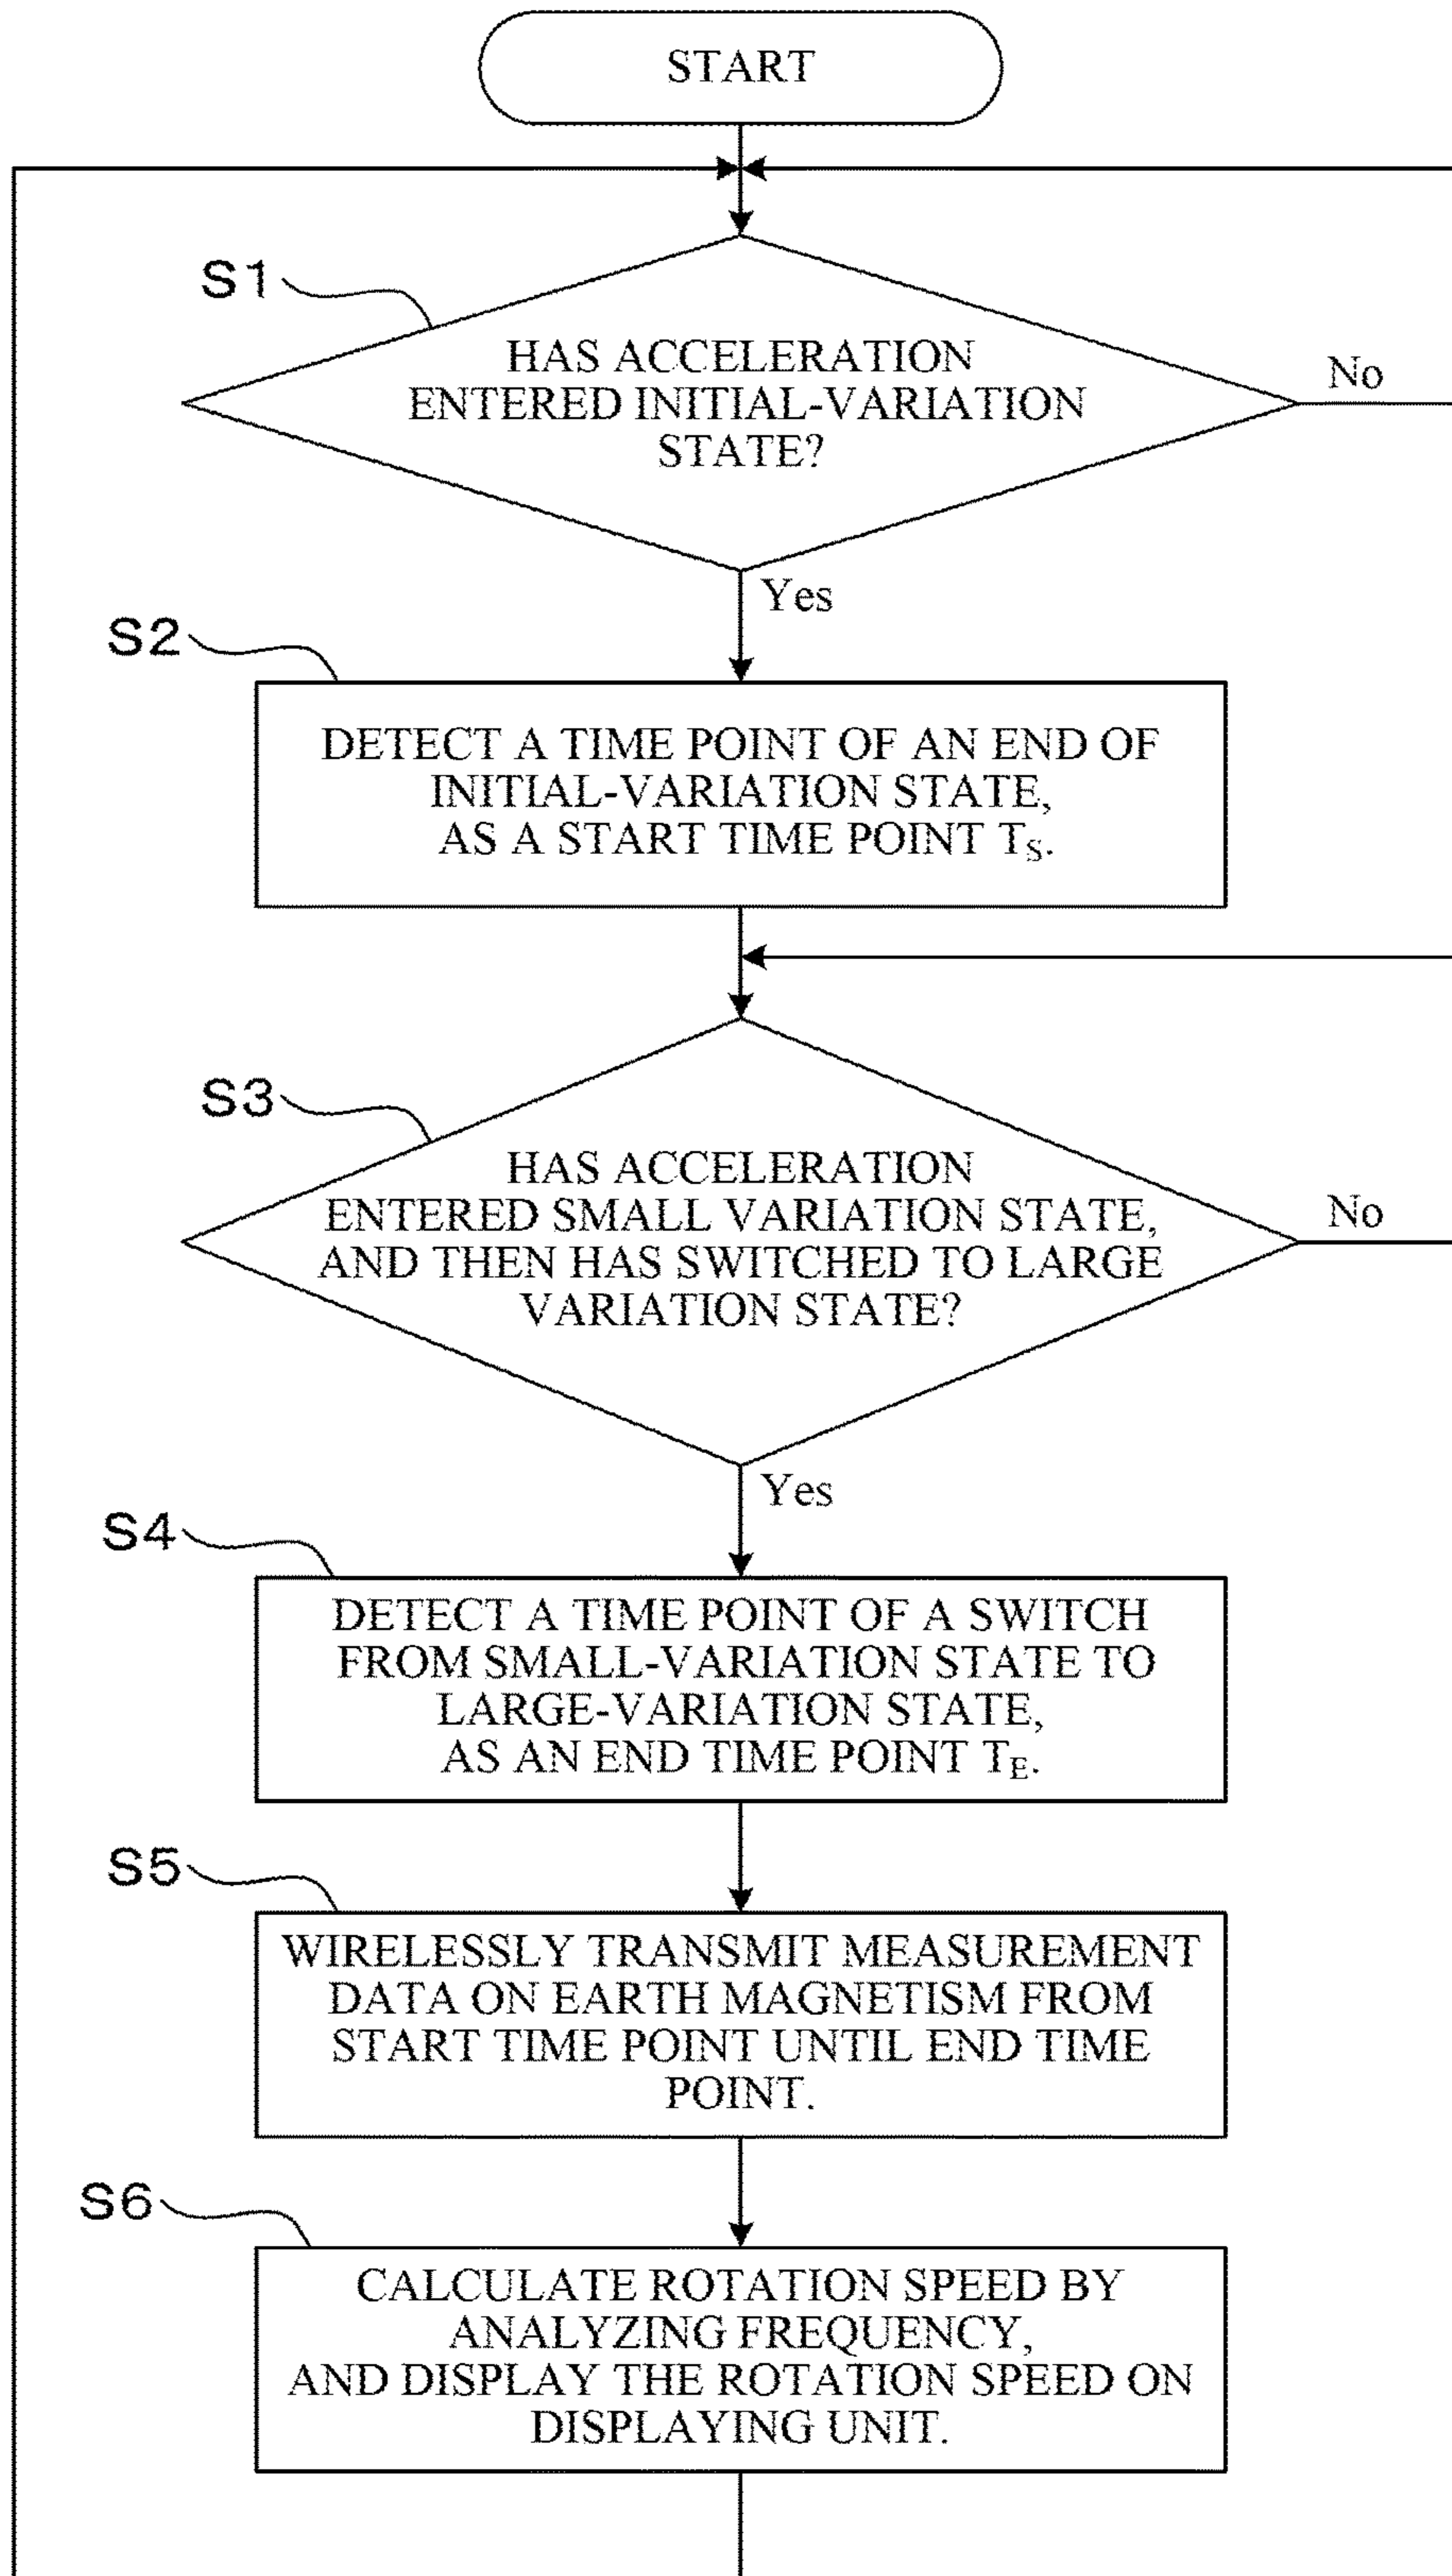 START
S1
HAS ACCELERATION
ENTERED INITIAL-VARIATION
STATE?
No
Yes
S2
DETECT A TIME POINT OF AN END OF
INITIAL-VARIATION STATE,
AS A START TIME POINT TS.
S3
HAS ACCELERATION
ENTERED SMALL VARIATION STATE,
AND THEN HAS SWITCHED TO LARGE
VARIATION STATE?
No
Yes
S4
DETECT A TIME POINT OF A SWITCH
FROM SMALL-VARIATION STATE TO
LARGE-VARIATION STATE,
AS AN END TIME POINT TE.
S5
WIRELESSLY TRANSMIT MEASUREMENT
DATA ON EARTH MAGNETISM FROM
START TIME POINT UNTIL END TIME
POINT.
S6
CALCULATE ROTATION SPEED BY
ANALYZING FREQUENCY,
AND DISPLAY THE ROTATION SPEED ON
DISPLAYING UNIT.